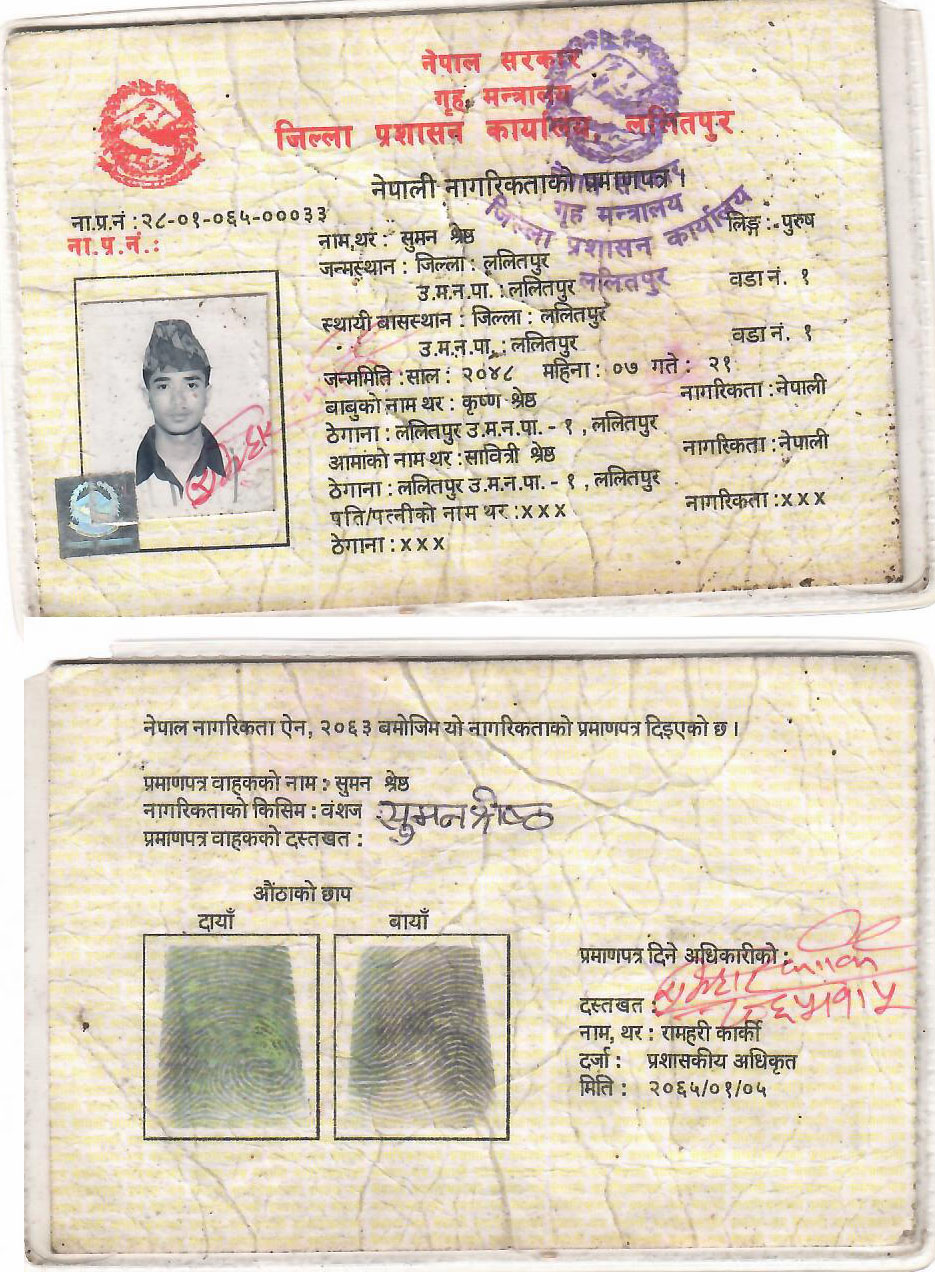 नेपाल सरकार
गृह मन्त्रालय
जिल्ला प्रशासन कार्यालय, ललितपुर
नेपाली नागरिकताको प्रमाणपत्र ।
गृह मन्त्रालय
जिल्ला प्रशासन कार्यालय
ललितपुर
ना.प्र.नं : २८-०१-०६५-०००३३
ना.प्र.नं.:
नाम,थर : सुमन श्रेष्ठ लिङ्ग : पुरुष
जन्मस्थान : जिल्ला : ललितपुर
उ.म.न.पा. : ललितपुर वडा नं. १
स्थायी बासस्थान : जिल्ला : ललितपुर
उ.म.न.पा. : ललितपुर वडा नं. १
जन्ममिति : साल : २०४८ महिना : ०७ गते : २१
बाबुको नाम थर : कृष्ण श्रेष्ठ नागरिकता : नेपाली
ठेगाना : ललितपुर उ.म.न.पा. - १ , ललितपुर
आमाको नाम थर : सावित्री श्रेष्ठ नागरिकता : नेपाली
ठेगाना : ललितपुर उ.म.न.पा. - १ , ललितपुर
पति/पत्नीको नाम थर : x x x नागरिकता : x x x
ठेगाना : x x x
नेपाल नागरिकता ऐन, २०६३ बमोजिम यो नागरिकताको प्रमाणपत्र दिइएको छ ।
प्रमाणपत्र वाहकको नाम : सुमन श्रेष्ठ
नागरिकताको किसिम : वंशज
प्रमाणपत्र वाहकको दस्तखत : सुमन श्रीष्ठ
औंठाको छाप
दायाँ बायाँ
प्रमाणपत्र दिने अधिकारीको :
दस्तखत :
नाम, थर : रामहरी कार्की
दर्जा : प्रशासकीय अधिकृत
मिति : २०६५/०१/०५